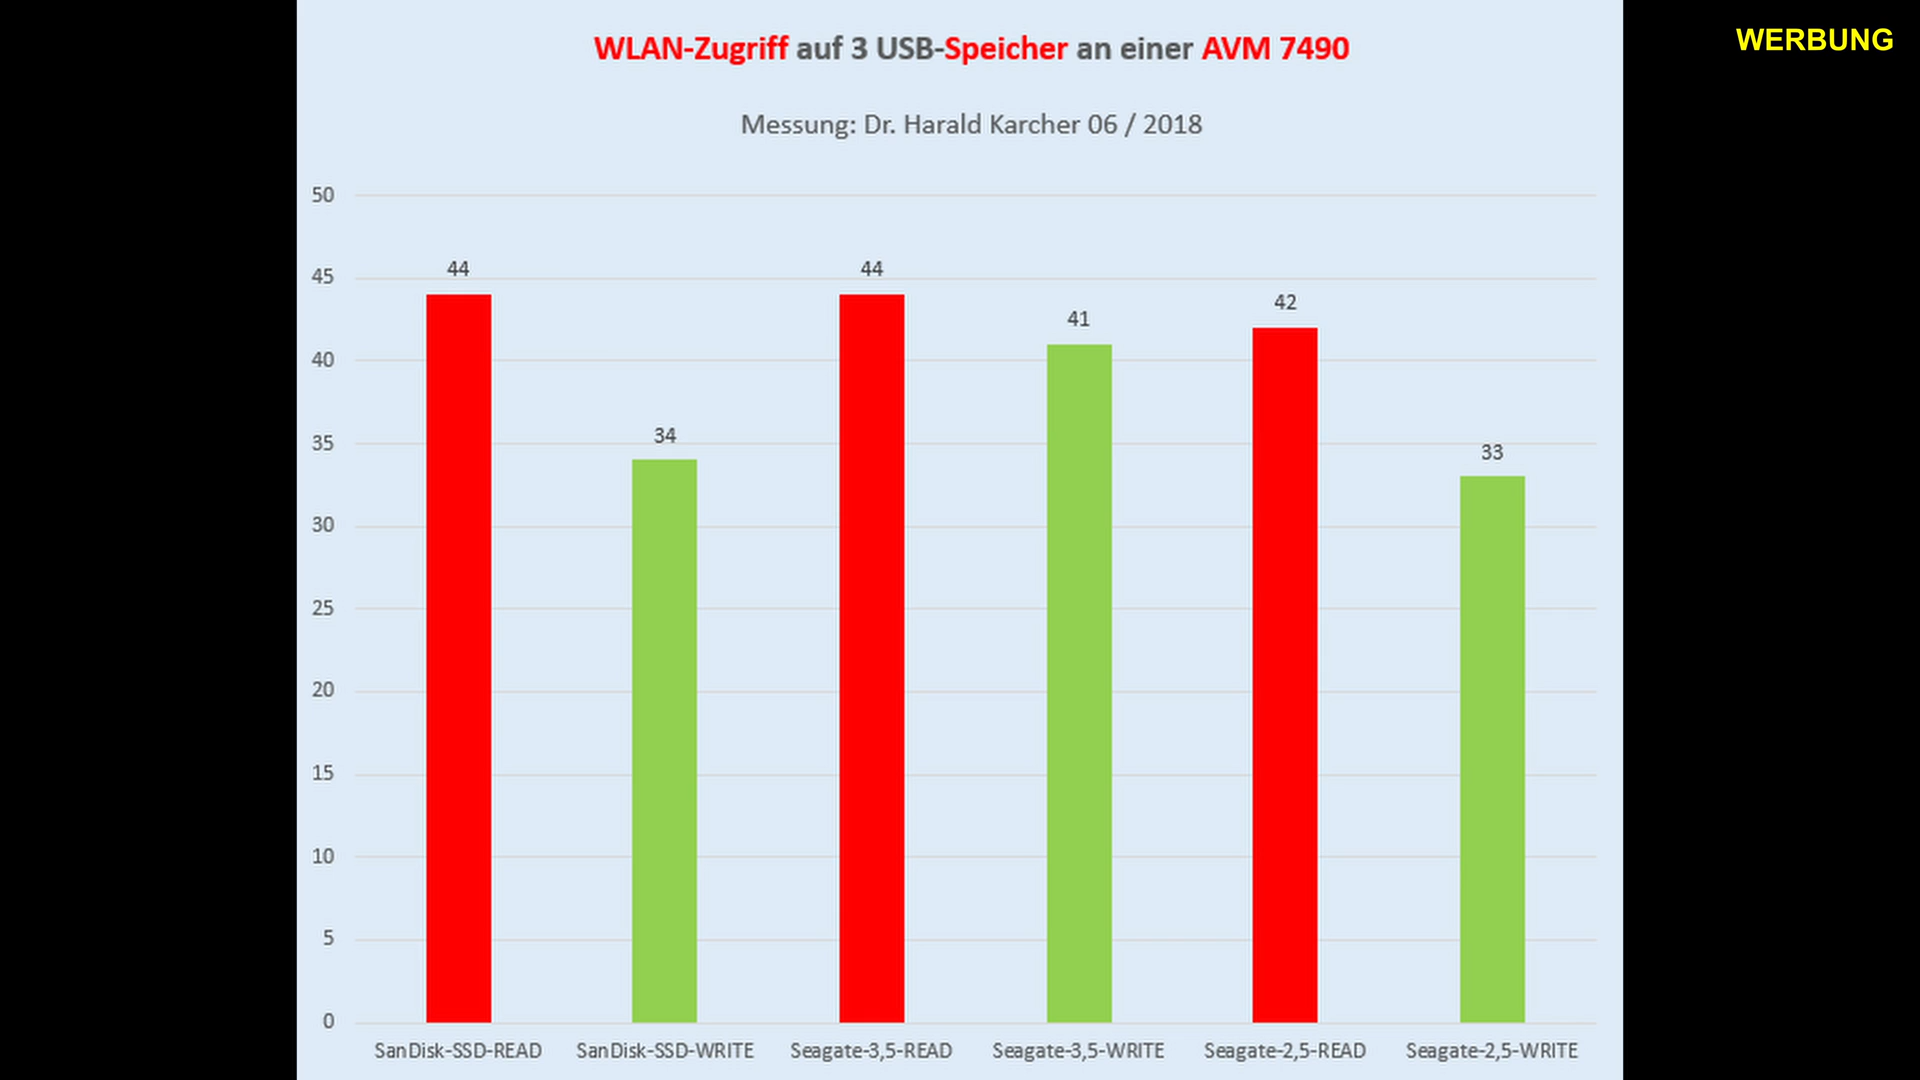 WERBUNG
WLAN-Zugriff auf 3 USB-Speicher an einer AVM 7490
Messung: Dr. Harald Karcher 06 / 2018
50
45
40
35
30
25
20
15
10
5
0
44
34
44
41
42
33
SanDisk-SSD-READ
SanDisk-SSD-WRITE
Seagate-3,5-READ
Seagate-3,5-WRITE
Seagate-2,5-READ
Seagate-2,5-WRITE